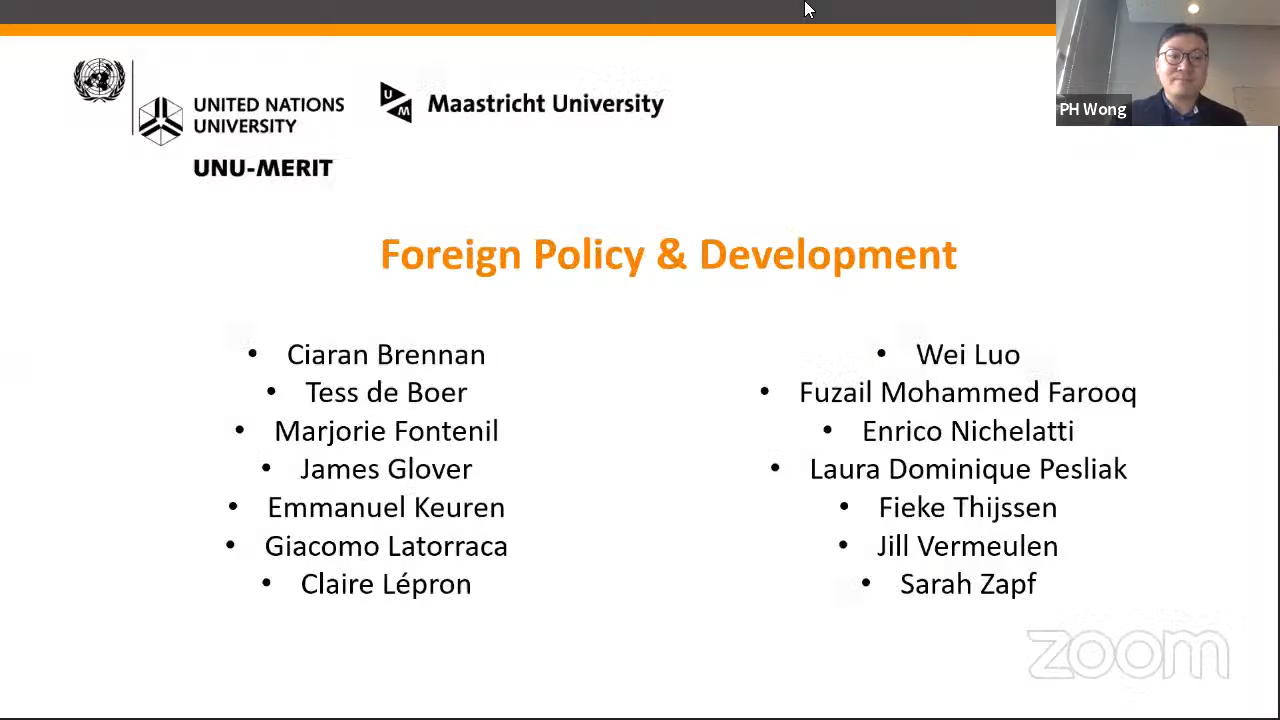 UNITED NATIONS
UNIVERSITY
UNU-MERIT
UM
Maastricht University
PH Wong
Foreign Policy & Development
• Ciaran Brennan
• Tess de Boer
• Marjorie Fontenil
• James Glover
• Emmanuel Keuren
• Giacomo Latorraca
• Claire Lépron
• Wei Luo
• Fuzail Mohammed Farooq
• Enrico Nichelatti
• Laura Dominique Pesliak
• Fieke Thijssen
• Jill Vermeulen
• Sarah Zapf
zoom